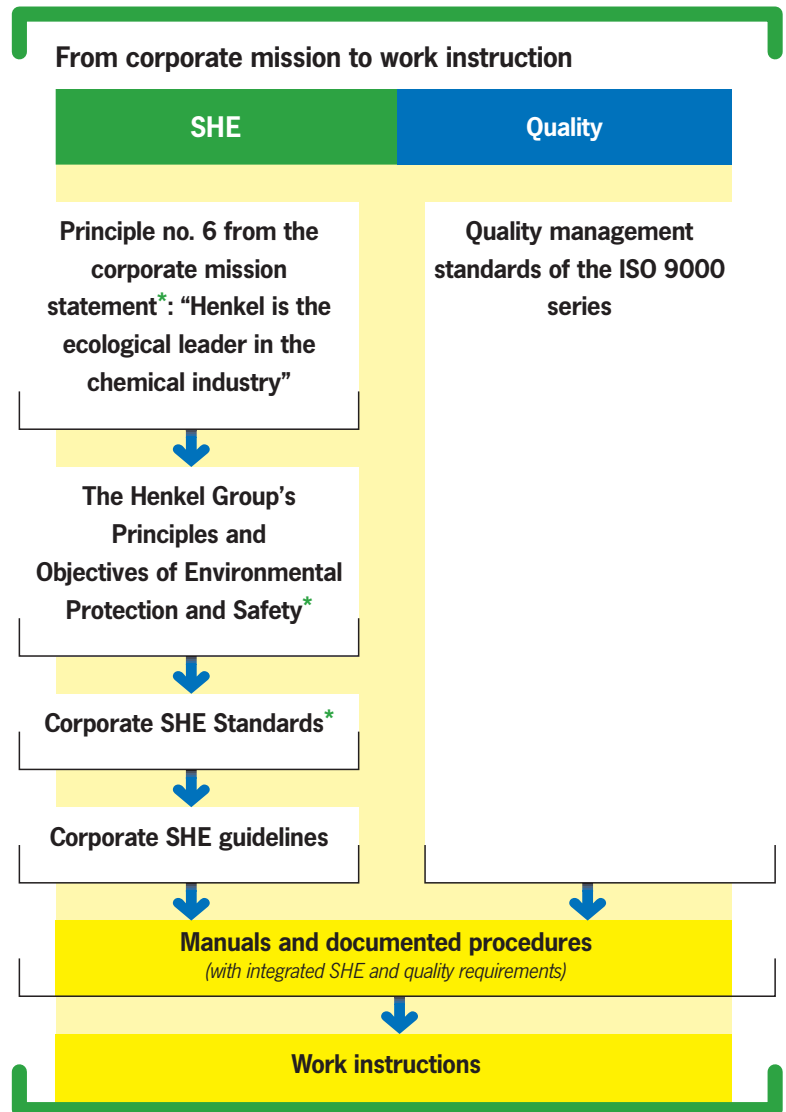 From corporate mission to work instruction
SHE
Quality
Principle no. 6 from the
corporate mission
statement*: “Henkel is the
ecological leader in the
chemical industry”
Quality management
standards of the ISO 9000
series
The Henkel Group’s
Principles and
Objectives of Environmental
Protection and Safety*
Corporate SHE Standards*
Corporate SHE guidelines
Manuals and documented procedures
(with integrated SHE and quality requirements)
Work instructions